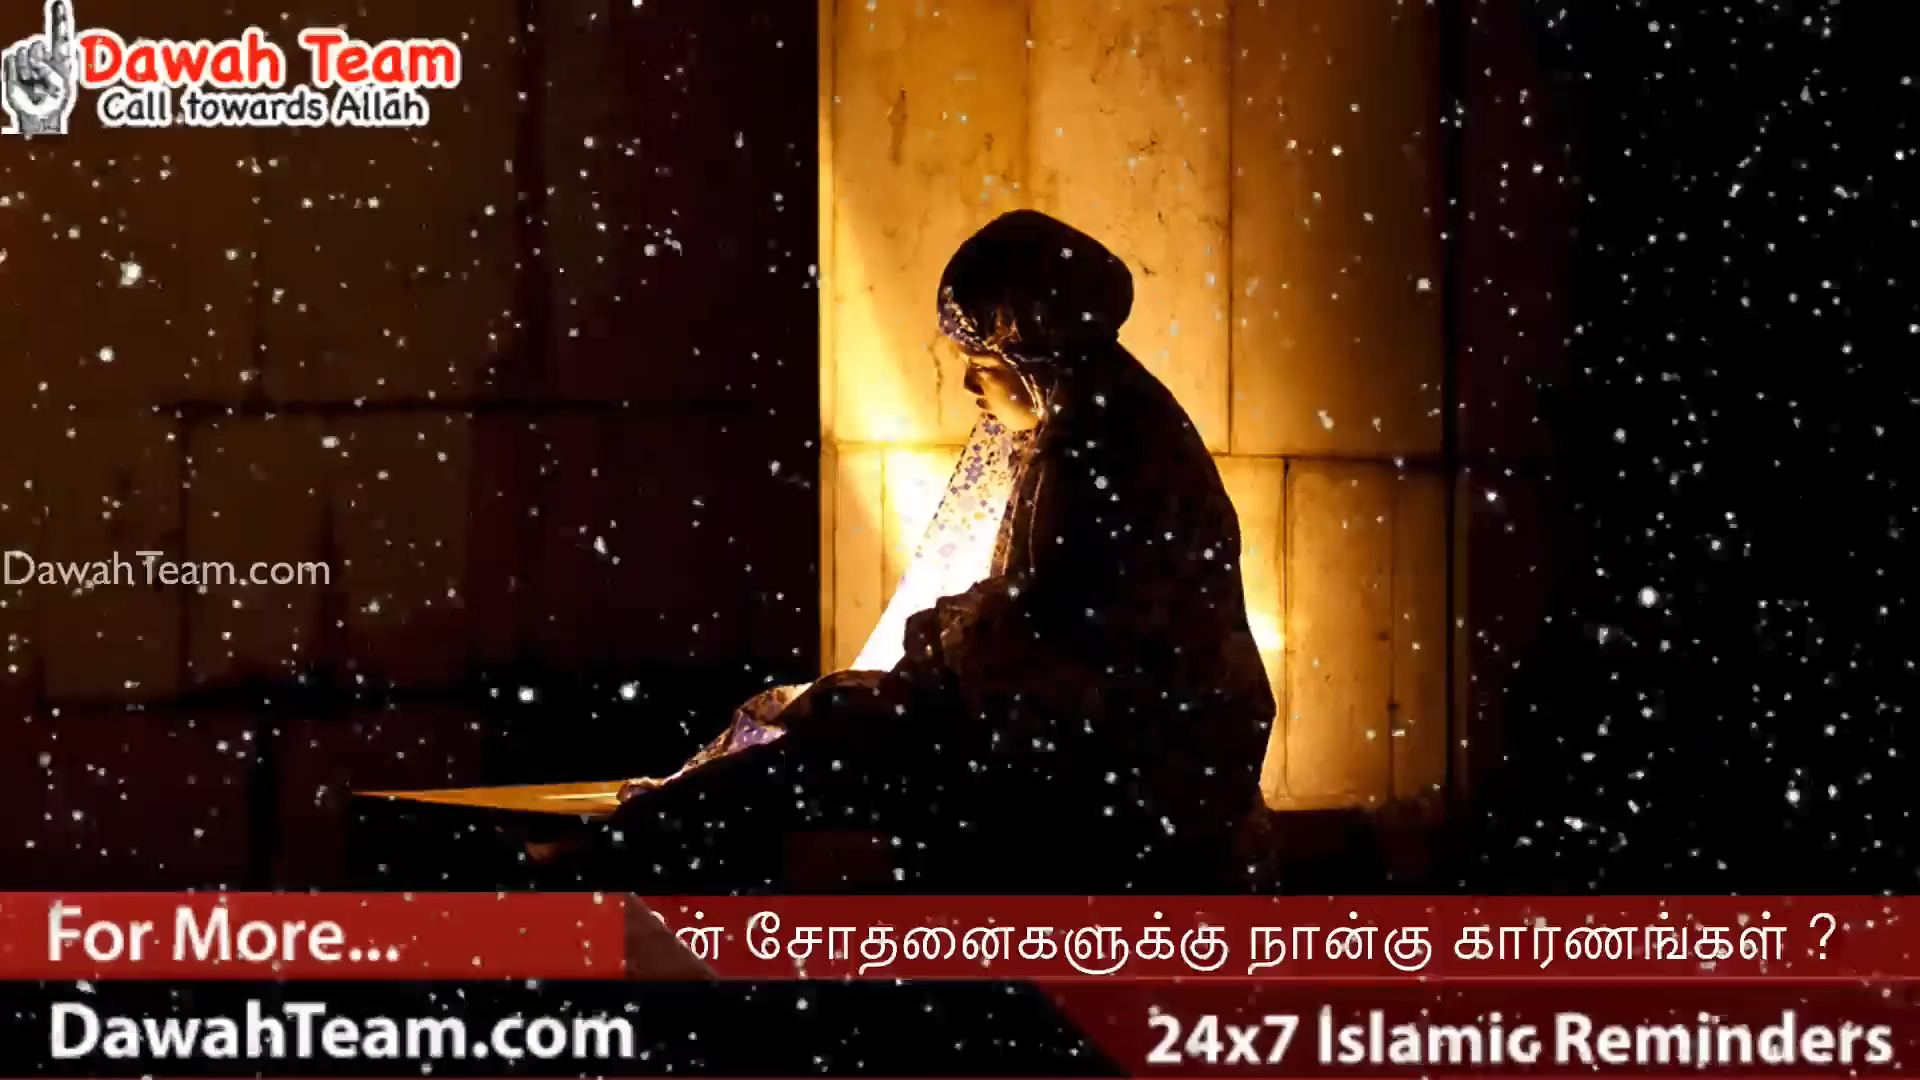 Dawah Team
Call towards Allah
DawahTeam.com
For More...
சோதனைகளுக்கு நான்கு காரணங்கள் ?
DawahTeam.com
24x7 Islamic Reminders